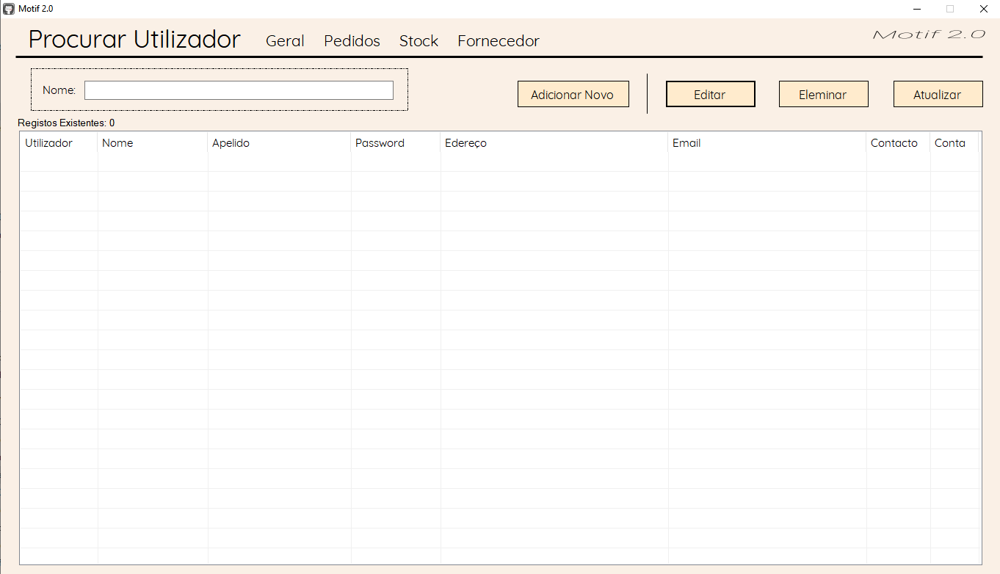 Motif 2.0
Procurar Utilizador Geral Pedidos Stock Fornecedor Motif 2.0
Nome: Adicionar Novo Editar Eleminar Atualizar
Registos Existentes: 0
Utilizador Nome Apelido Password Edereço Email Contacto Conta